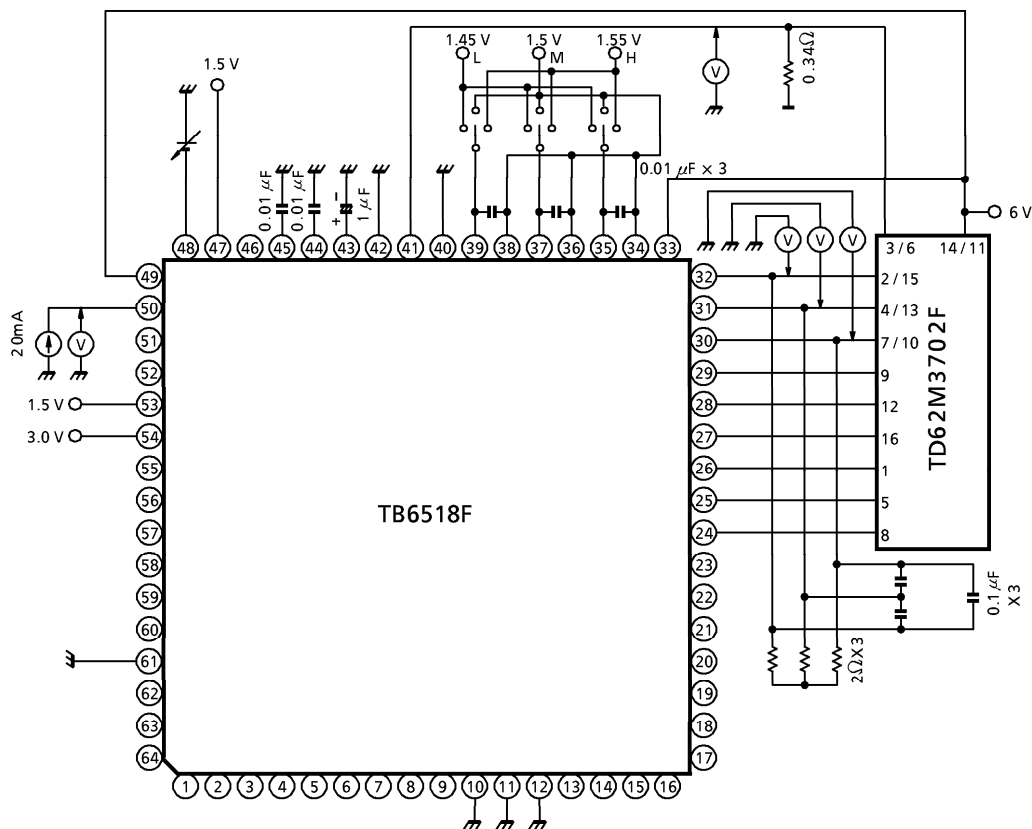 1.45 V 1.5 V 1.55 V
L M H
1.5 V
V
0.34Ω
0.01 μF
0.01 μF
+ −
1 μF
0.01 μF × 3
6 V
48 47 46 45 44 43 42 41 40 39 38 37 36 35 34 33
V V V
3 / 6 14 / 11
2 / 15
4 / 13
7 / 10
9
12
16
1
5
8
TD62M3702F
49
50
51
52
53
54
55
56
57
58
59
60
61
62
63
64
20mA
V
1.5 V
3.0 V
TB6518F
32
31
30
29
28
27
26
25
24
23
22
21
20
19
18
17
0.1 μF
X 3
2ΩX3
1 2 3 4 5 6 7 8 9 10 11 12 13 14 15 16